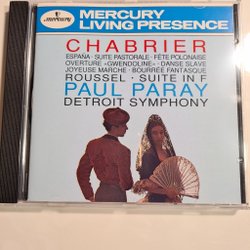 mercury
MERCURY
LIVING PRESENCE
CHABRIER
ESPAÑA · SUITE PASTORALE · FÊTE POLONAISE
OVERTURE «GWENDOLINE» · DANSE SLAVE
JOYEUSE MARCHE · BOURRÉE FANTASQUE
ROUSSEL · SUITE IN F
PAUL PARAY
DETROIT SYMPHONY